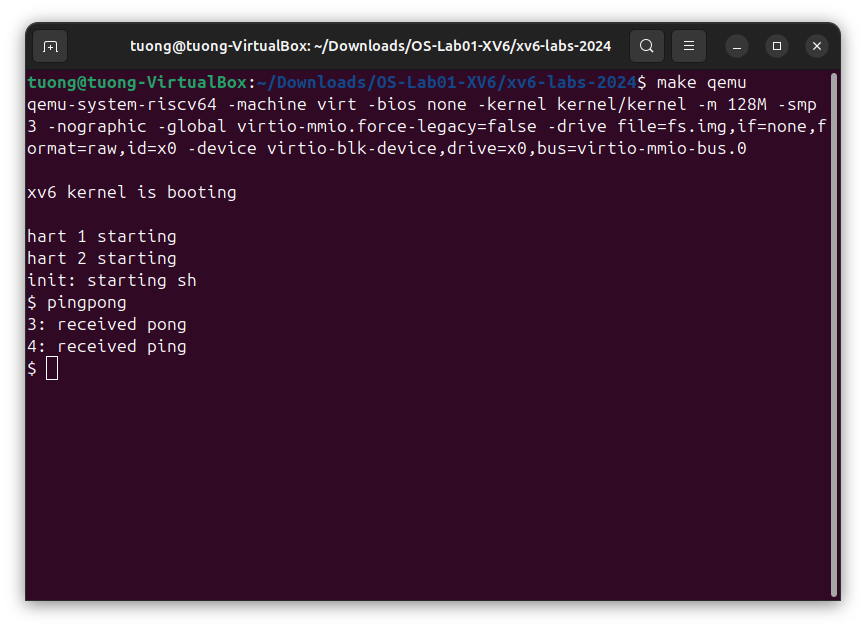 tuong@tuong-VirtualBox: ~/Downloads/OS-Lab01-XV6/xv6-labs-2024
tuong@tuong-VirtualBox:~/Downloads/OS-Lab01-XV6/xv6-labs-2024$ make qemu
qemu-system-riscv64 -machine virt -bios none -kernel kernel/kernel -m 128M -smp
3 -nographic -global virtio-mmio.force-legacy=false -drive file=fs.img,if=none,f
ormat=raw,id=x0 -device virtio-blk-device,drive=x0,bus=virtio-mmio-bus.0
xv6 kernel is booting
hart 1 starting
hart 2 starting
init: starting sh
$ pingpong
3: received pong
4: received ping
$